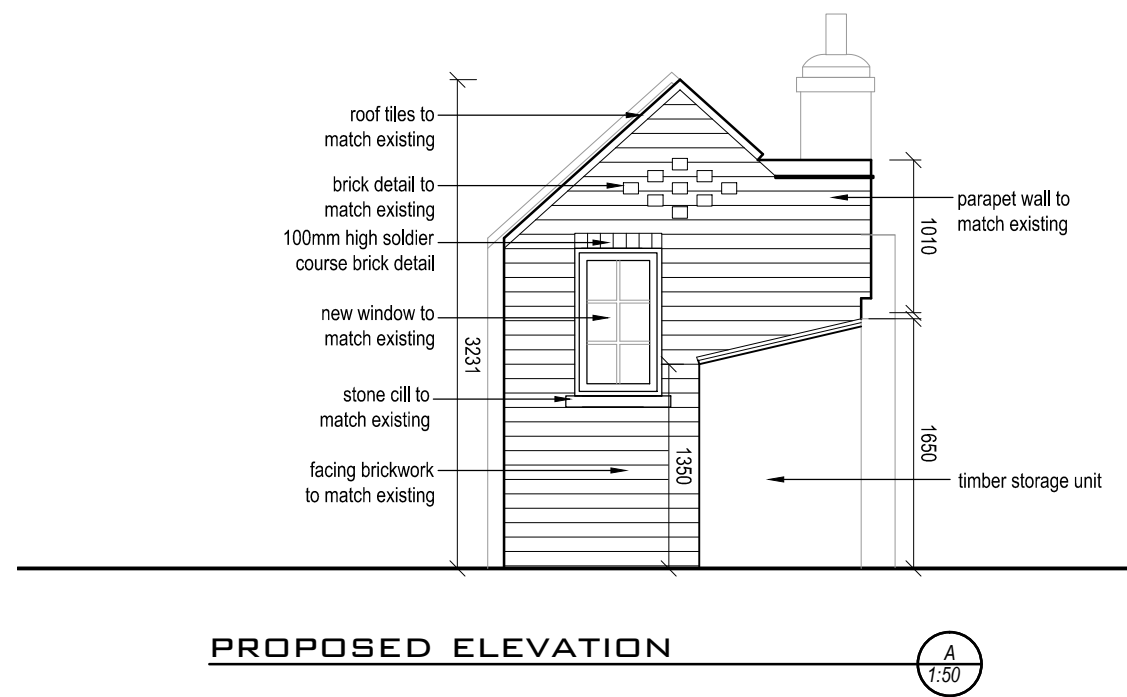 roof tiles to
match existing
brick detail to
match existing
100mm high soldier
course brick detail
new window to
match existing
3231
stone cill to
match existing
facing brickwork
to match existing
1350
parapet wall to
match existing
1010
1650
timber storage unit
PROPOSED ELEVATION
A
1:50